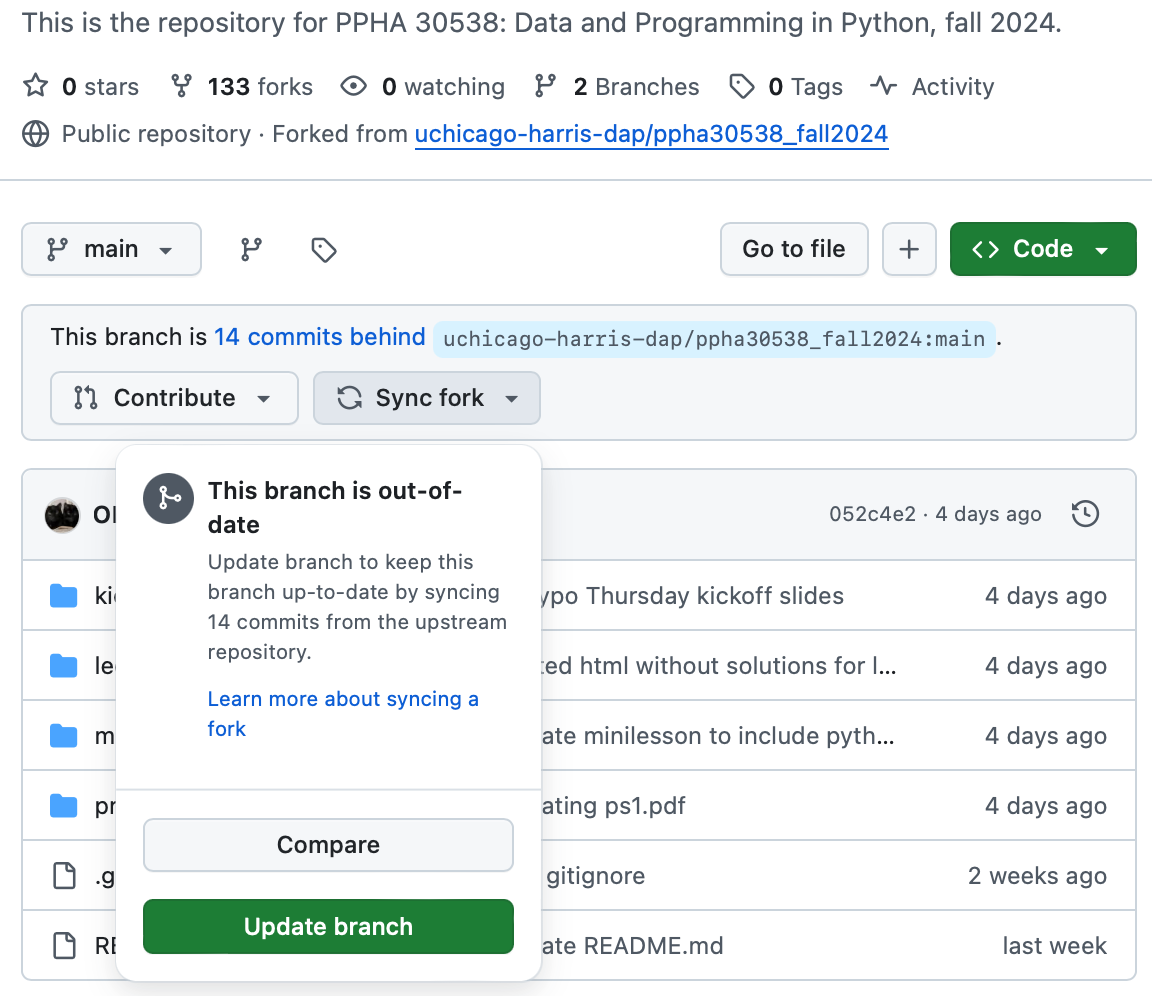 This is the repository for PPHA 30538: Data and Programming in Python, fall 2024.
0 stars 133 forks 0 watching 2 Branches 0 Tags Activity
Public repository · Forked from uchicago-harris-dap/ppha30538_fall2024
main Go to file Code
This branch is 14 commits behind uchicago-harris-dap/ppha30538_fall2024:main .
Contribute Sync fork
This branch is out-of-
date
Update branch to keep this
branch up-to-date by syncing
14 commits from the upstream
repository.
Learn more about syncing a
fork
Compare
Update branch
052c4e2 · 4 days ago
ypo Thursday kickoff slides 4 days ago
ted html without solutions for l... 4 days ago
ate minilesson to include pyth... 4 days ago
ating ps1.pdf 4 days ago
gitignore 2 weeks ago
ate README.md last week